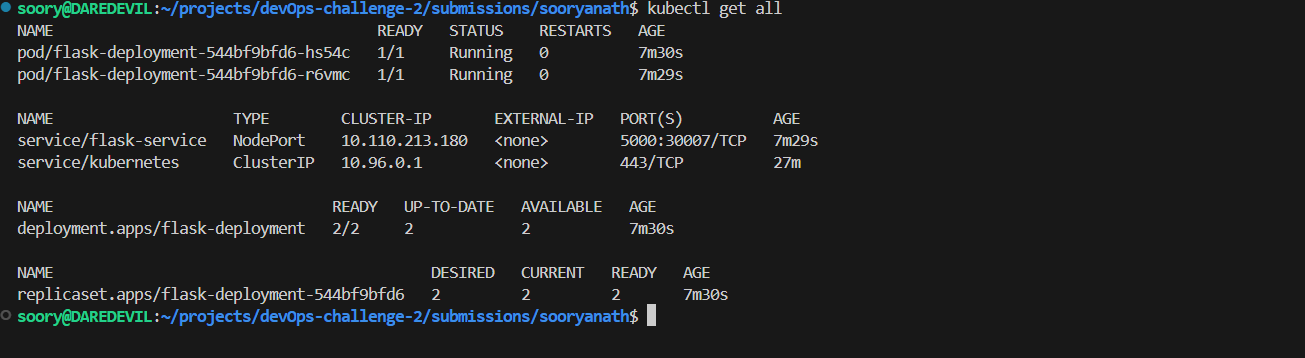 soory@DAREDEVIL:~/projects/devOps-challenge-2/submissions/sooryanath$ kubectl get all
NAME                                    READY   STATUS    RESTARTS   AGE
pod/flask-deployment-544bf9bfd6-hs54c   1/1     Running   0          7m30s
pod/flask-deployment-544bf9bfd6-r6vmc   1/1     Running   0          7m29s

NAME                    TYPE        CLUSTER-IP       EXTERNAL-IP   PORT(S)          AGE
service/flask-service   NodePort    10.110.213.180   <none>        5000:30007/TCP   7m29s
service/kubernetes      ClusterIP   10.96.0.1        <none>        443/TCP          27m

NAME                               READY   UP-TO-DATE   AVAILABLE   AGE
deployment.apps/flask-deployment   2/2     2            2           7m30s

NAME                                          DESIRED   CURRENT   READY   AGE
replicaset.apps/flask-deployment-544bf9bfd6   2         2         2       7m30s
soory@DAREDEVIL:~/projects/devOps-challenge-2/submissions/sooryanath$